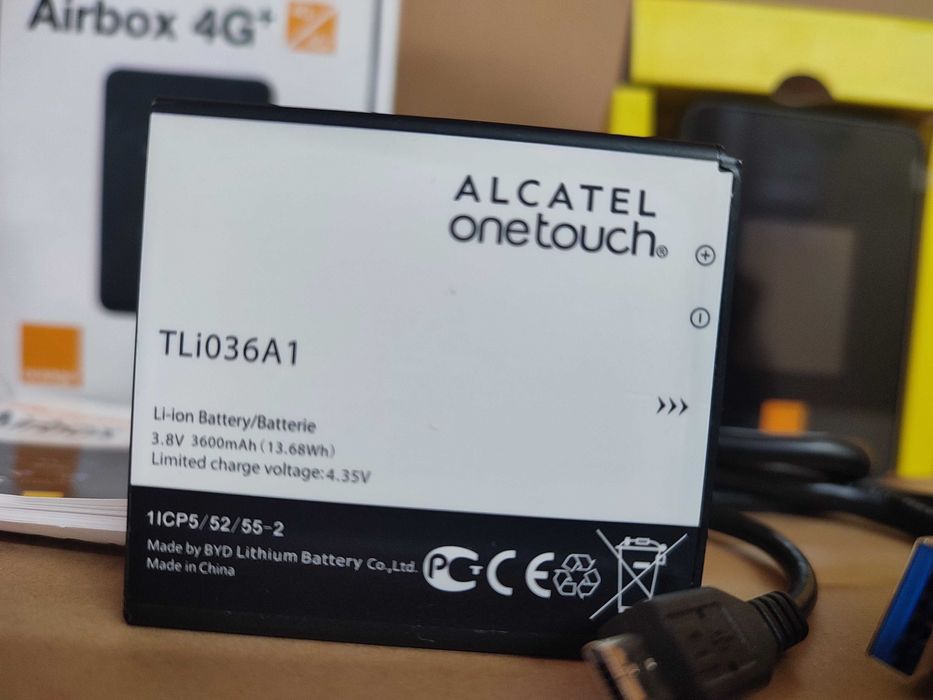 Airbox 4G+
ALCATEL
onetouch®
TLi036A1
Li-ion Battery/Batterie
3.8V 3600mAh (13.68Wh)
Limited charge voltage:4.35V
1ICP5/52/55-2
Made by BYD Lithium Battery Co.,Ltd.
Made in China